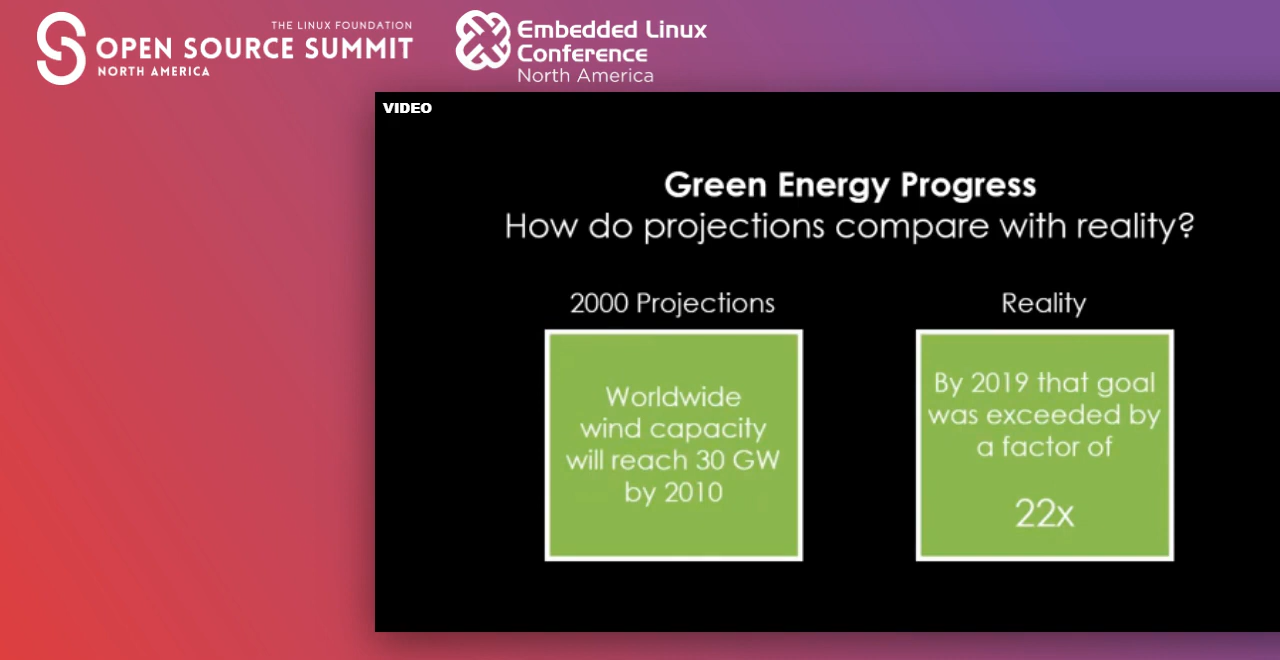 THE LINUX FOUNDATION
OPEN SOURCE SUMMIT
NORTH AMERICA
Embedded Linux
Conference
North America
VIDEO
Green Energy Progress
How do projections compare with reality?
2000 Projections
Worldwide
wind capacity
will reach 30 GW
by 2010
Reality
By 2019 that goal
was exceeded by
a factor of
22x